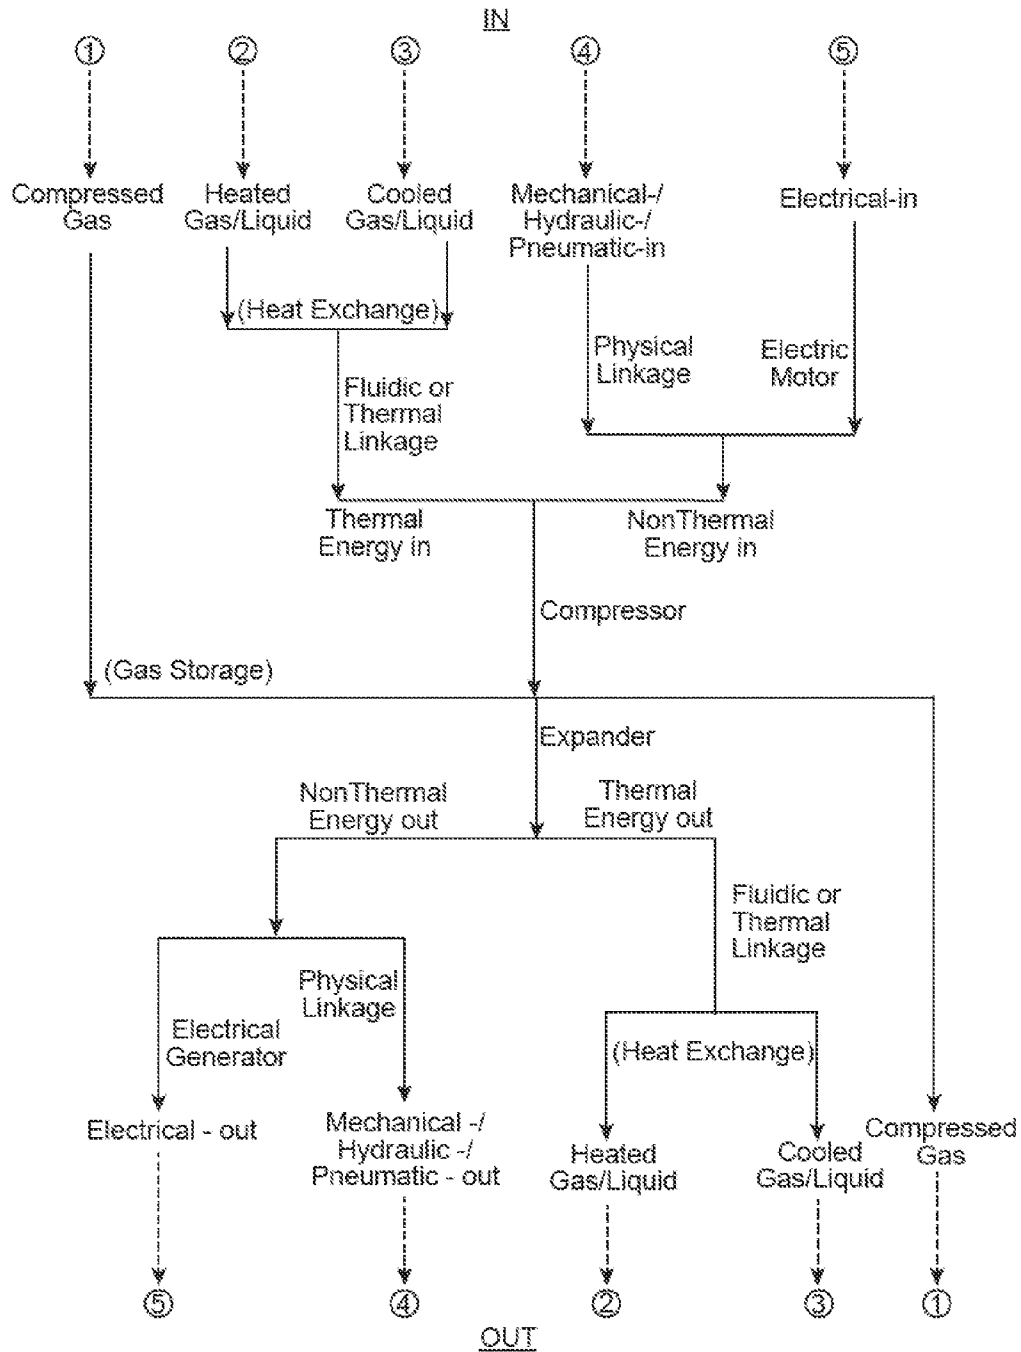 IN
① ② ③ ④ ⑤
Compressed
Gas
Heated
Gas/Liquid
Cooled
Gas/Liquid
Mechanical-/
Hydraulic-/
Pneumatic-in
Electrical-in
(Heat Exchange)
Physical
Linkage
Electric
Motor
Fluidic or
Thermal
Linkage
Thermal
Energy in
NonThermal
Energy in
Compressor
(Gas Storage)
Expander
NonThermal
Energy out
Thermal
Energy out
Fluidic or
Thermal
Linkage
Physical
Linkage
Electrical
Generator
(Heat Exchange)
Electrical - out
Mechanical -/
Hydraulic -/
Pneumatic - out
Heated
Gas/Liquid
Cooled
Gas/Liquid
Compressed
Gas
⑤ ④ ② ③ ①
OUT